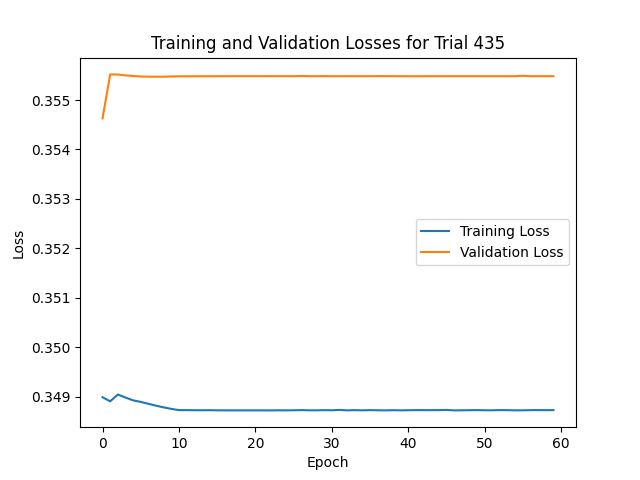 Training and Validation Losses for Trial 435
Loss
0.355
0.354
0.353
0.352
0.351
0.350
0.349
Training Loss
Validation Loss
0 10 20 30 40 50 60
Epoch